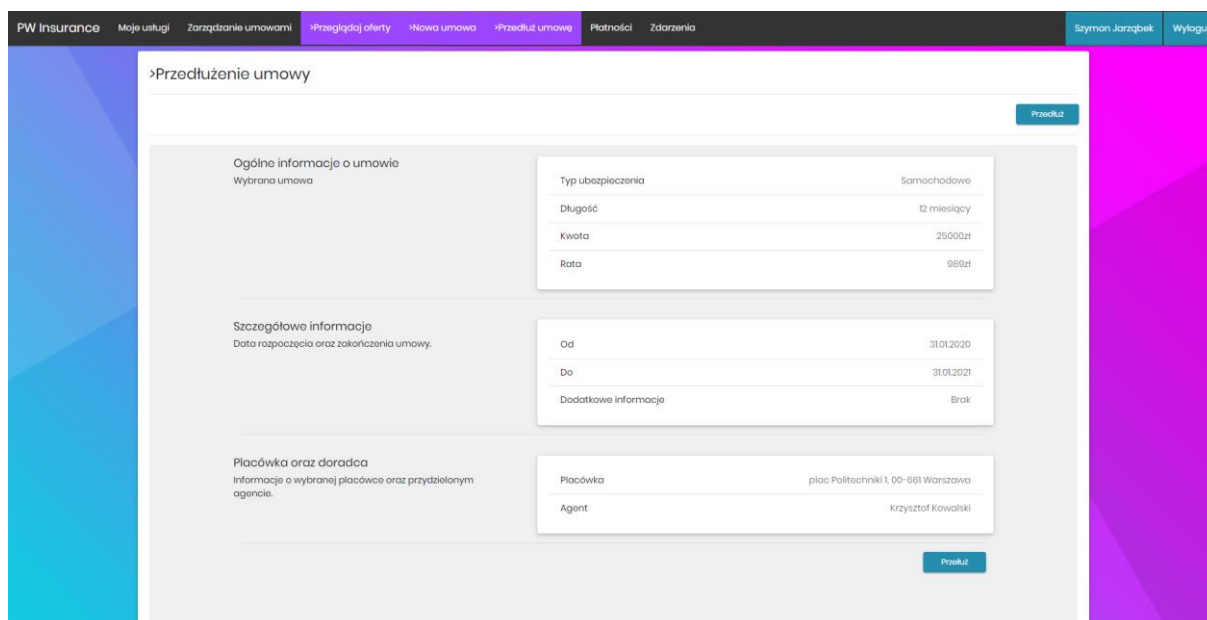 PW Insurance Moje usługi Zarządzanie umowami >Przeglądaj oferty >Nowa umowa >Przedłuż umowę Płatności Zdarzenia Szymon Jarząbek Wylogu
>Przedłużenie umowy
Przedłuż
Ogólne informacje o umowie
Wybrana umowa
Typ ubezpieczenia Samochodowe
Długość 12 miesięcy
Kwota 25000zł
Rata 989zł
Szczegółowe informacje
Data rozpoczęcia oraz zakończenia umowy.
Od 31.01.2020
Do 31.01.2021
Dodatkowe informacje Brak
Placówka oraz doradca
Informacje o wybranej placówce oraz przydzielonym
agencie.
Placówka plac Politechniki 1, 00-661 Warszawa
Agent Krzysztof Kowalski
Przełuż